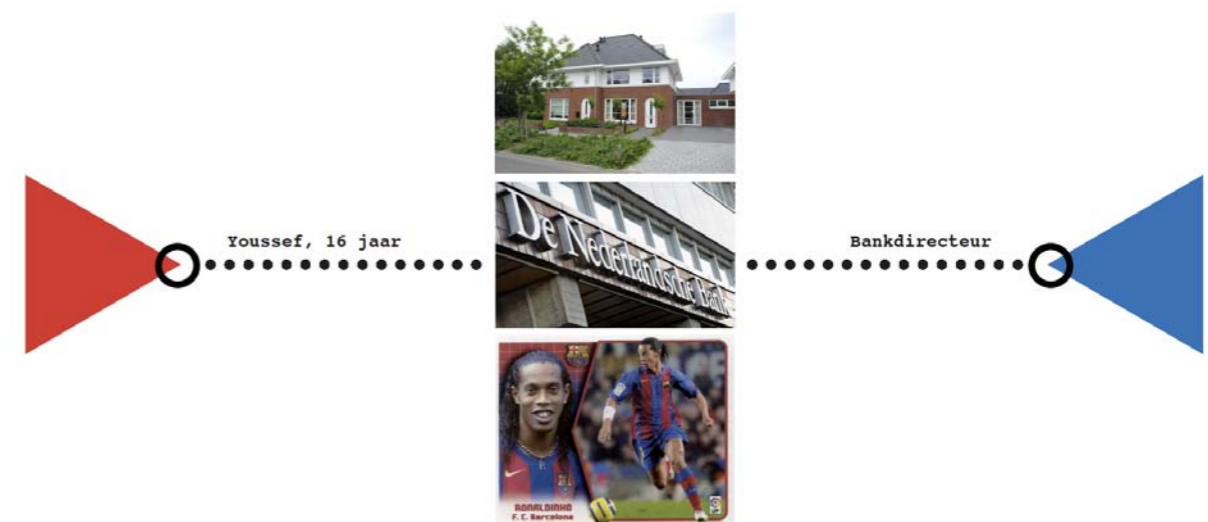 Youssef, 16 jaar
Bankdirecteur
De Nederlandsche Bank
RONALDINHO
F. C. Barcelona